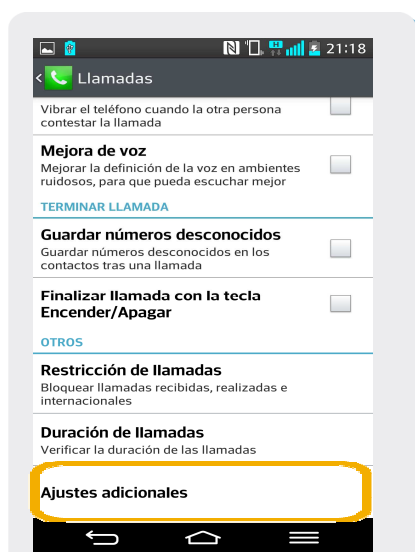 21:18
Llamadas
Vibrar el teléfono cuando la otra persona
contestar la llamada
Mejora de voz
Mejorar la definición de la voz en ambientes
ruidosos, para que pueda escuchar mejor
TERMINAR LLAMADA
Guardar números desconocidos
Guardar números desconocidos en los
contactos tras una llamada
Finalizar llamada con la tecla
Encender/Apagar
OTROS
Restricción de llamadas
Bloquear llamadas recibidas, realizadas e
internacionales
Duración de llamadas
Verificar la duración de las llamadas
Ajustes adicionales